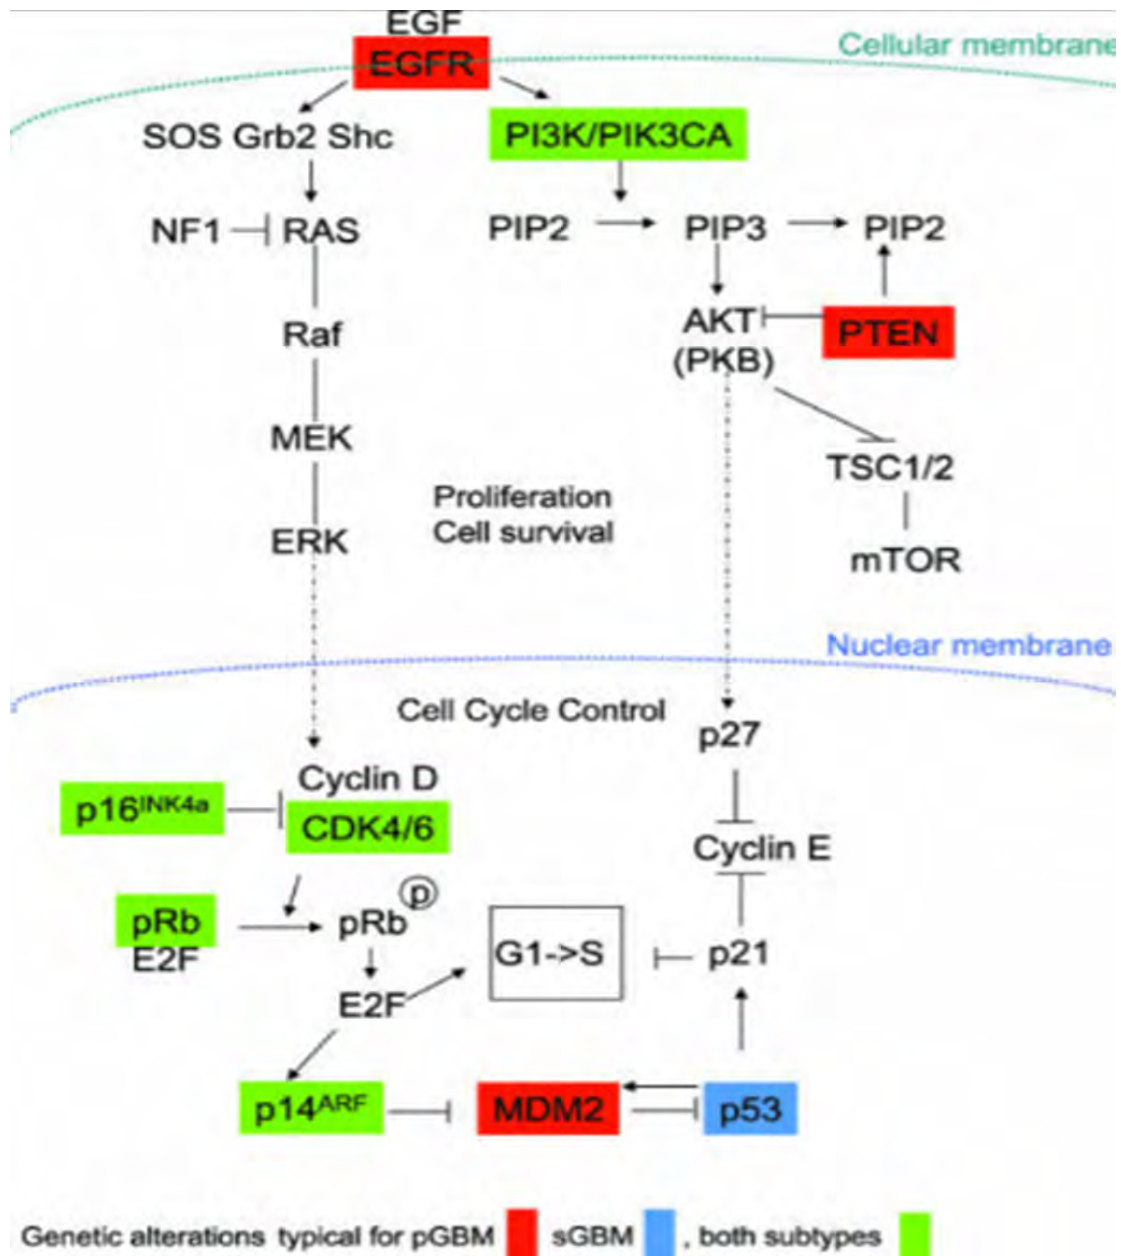 EGF
EGFR
Cellular membrane
SOS Grb2 Shc
PI3K/PIK3CA
NF1
RAS
PIP2
PIP3
PIP2
Raf
AKT
(PKB)
PTEN
MEK
TSC1/2
Proliferation
Cell survival
ERK
mTOR
Nuclear membrane
Cell Cycle Control
p27
Cyclin D
p16INK4a
CDK4/6
Cyclin E
pRb
E2F
pRb
p
G1->S
p21
E2F
p14ARF
MDM2
p53
Genetic alterations typical for pGBM sGBM , both subtypes